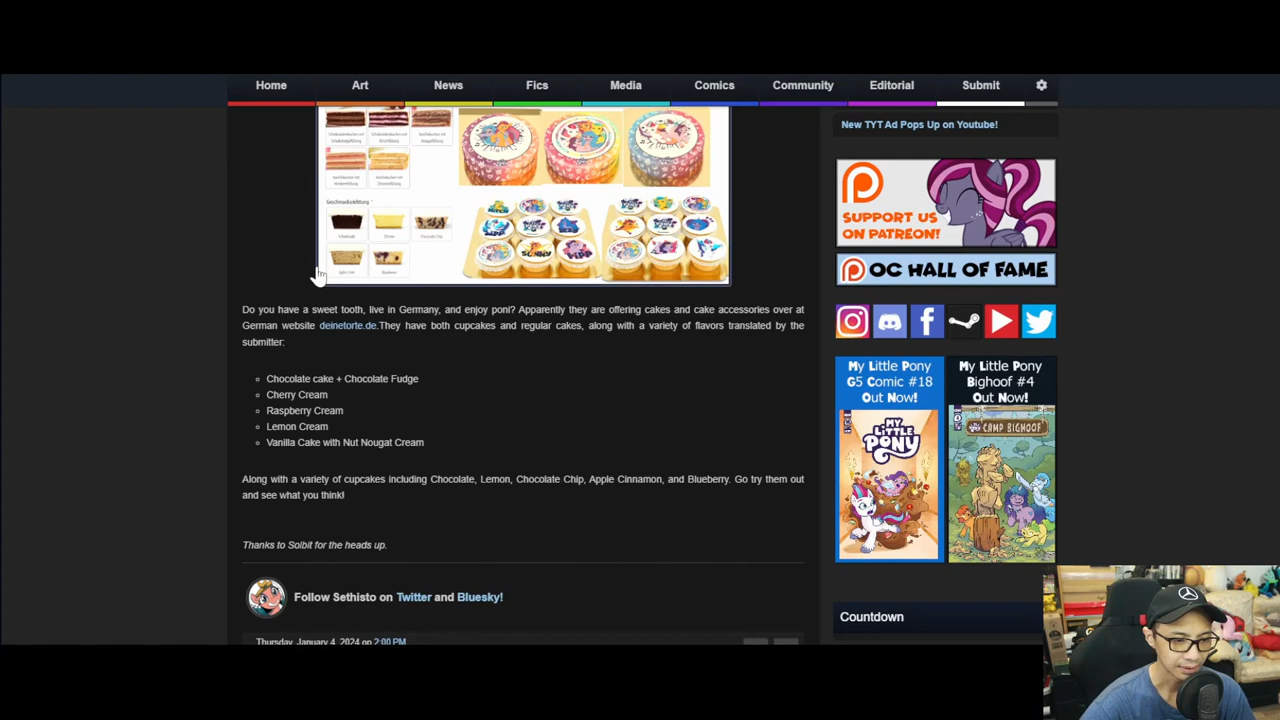 Home Art News Fics Media Comics Community Editorial Submit
New TYT Ad Pops Up on Youtube!
SUPPORT US
ON PATREON!
OC HALL OF FAME
Do you have a sweet tooth, live in Germany, and enjoy poni? Apparently they are offering cakes and cake accessories over at
German website deinetorte.de.They have both cupcakes and regular cakes, along with a variety of flavors translated by the
submitter:
Chocolate cake + Chocolate Fudge
Cherry Cream
Raspberry Cream
Lemon Cream
Vanilla Cake with Nut Nougat Cream
Along with a variety of cupcakes including Chocolate, Lemon, Chocolate Chip, Apple Cinnamon, and Blueberry. Go try them out
and see what you think!
Thanks to Soibit for the heads up.
Follow Sethisto on Twitter and Bluesky!
Thursday, January 4, 2024 on 2:00 PM
My Little Pony
G5 Comic #18
Out Now!
MY
LITTLE
PONY
My Little Pony
Bighoof #4
Out Now!
CAMP BIGHOOF
Countdown